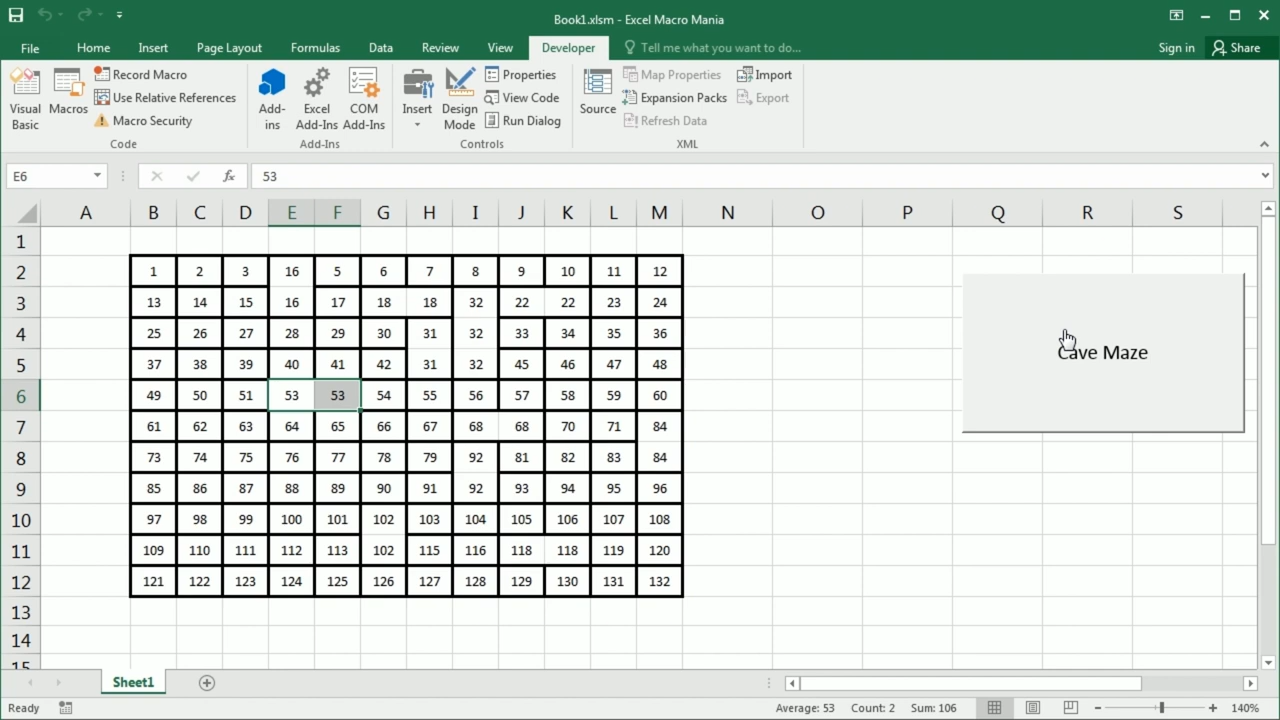 Book1.xlsm - Excel Macro Mania
File Home Insert Page Layout Formulas Data Review View Developer Tell me what you want to do... Sign in Share
Visual Basic
Macros
Record Macro
Use Relative References
Macro Security
Code
Add-ins
Excel Add-Ins
COM Add-Ins
Add-Ins
Insert
Design Mode
Properties
View Code
Run Dialog
Controls
Source
Map Properties
Expansion Packs
Refresh Data
Import
Export
XML
E6 fx 53
A B C D E F G H I J K L M N O P Q R S
1
2 1 2 3 16 5 6 7 8 9 10 11 12
3 13 14 15 16 17 18 18 32 22 22 23 24
4 25 26 27 28 29 30 31 32 33 34 35 36
5 37 38 39 40 41 42 31 32 45 46 47 48
6 49 50 51 53 53 54 55 56 57 58 59 60
7 61 62 63 64 65 66 67 68 68 70 71 84
8 73 74 75 76 77 78 79 92 81 82 83 84
9 85 86 87 88 89 90 91 92 93 94 95 96
10 97 98 99 100 101 102 103 104 105 106 107 108
11 109 110 111 112 113 102 115 116 118 118 119 120
12 121 122 123 124 125 126 127 128 129 130 131 132
13
14
15
Cave Maze
Sheet1
Ready Average: 53 Count: 2 Sum: 106 140%